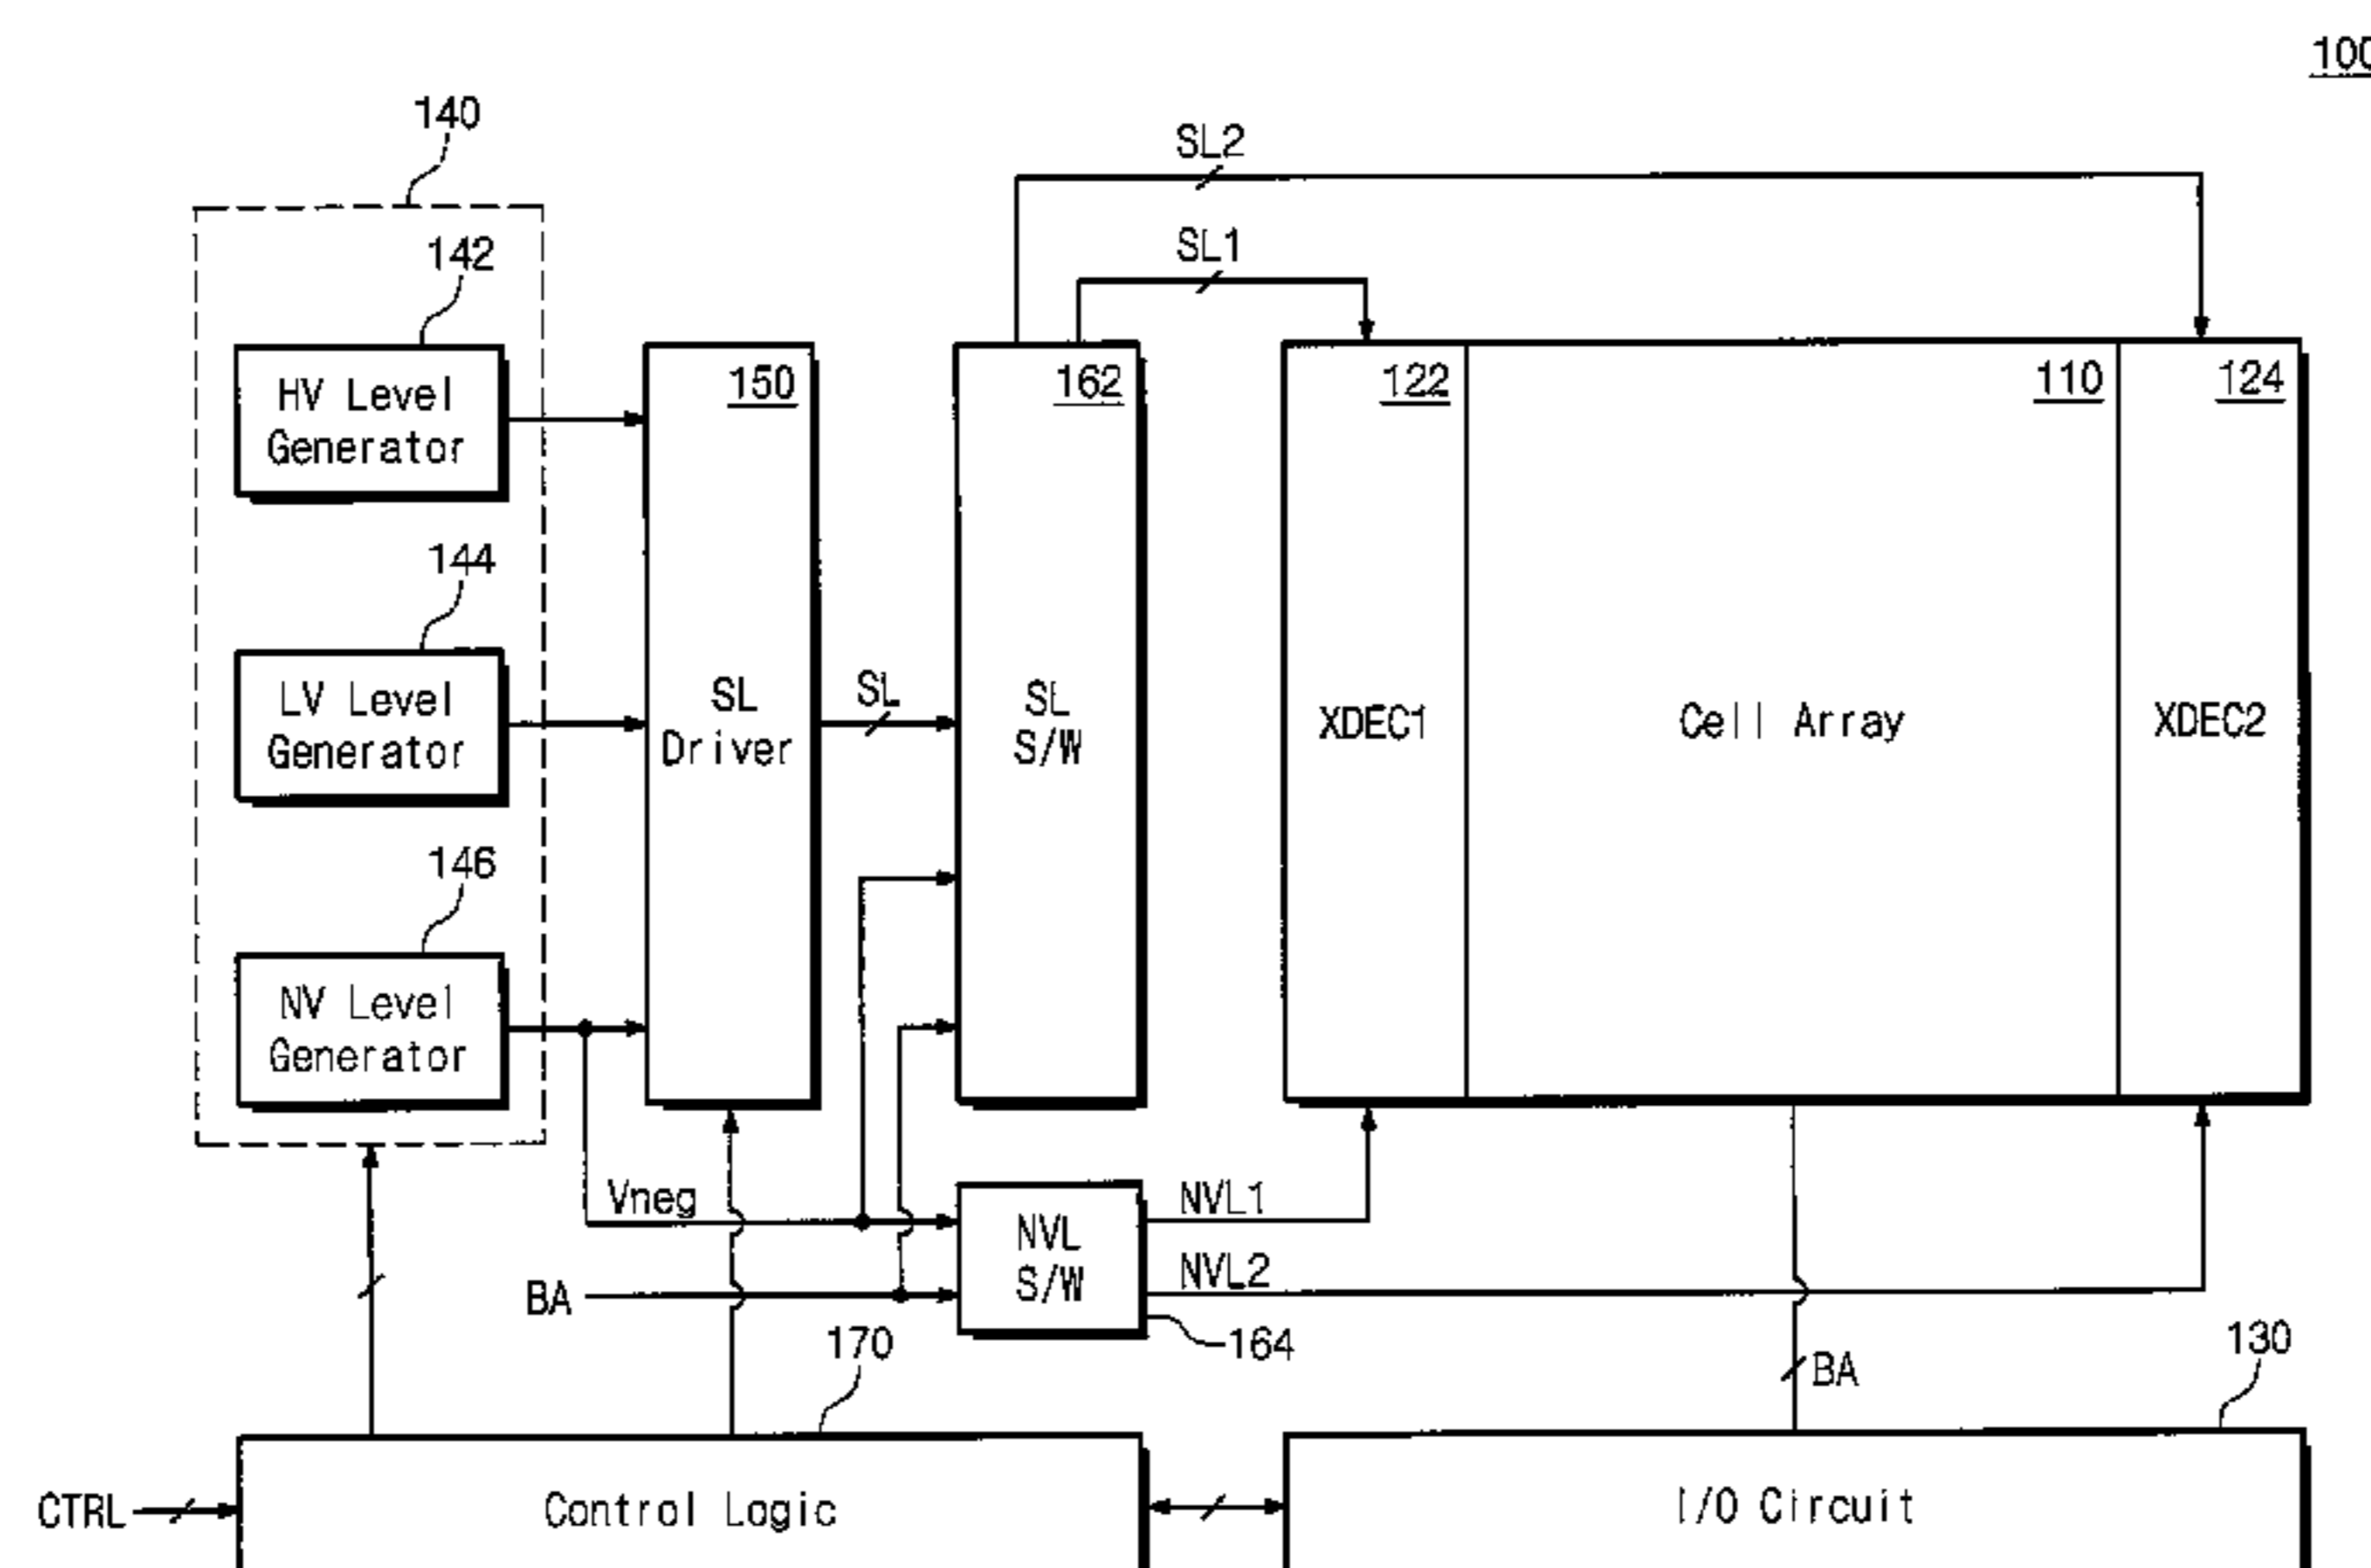 100
140
SL2
142
SL1
HV Level
Generator
150
162
122
110
124
144
LV Level
Generator
SL
Driver
SL
SL
S/W
XDEC1
Cell Array
XDEC2
146
NV Level
Generator
Vneg
NVL
S/W
NVL1
NVL2
BA
164
170
BA
130
CTRL
Control Logic
I/O Circuit